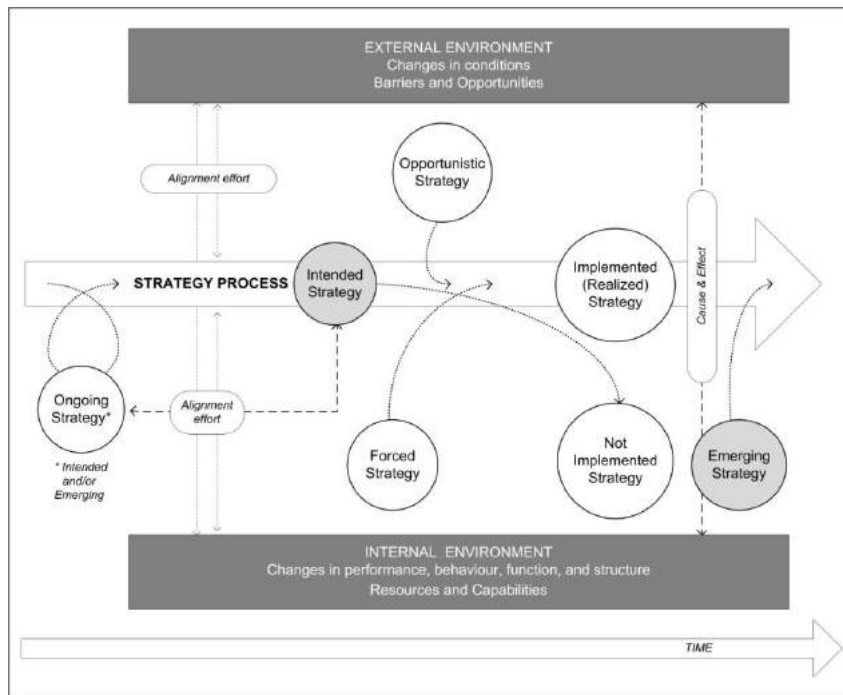 EXTERNAL ENVIRONMENT
Changes in conditions
Barriers and Opportunities
Opportunistic
Strategy
Alignment effort
STRATEGY PROCESS
Intended
Strategy
Implemented
(Realized)
Strategy
Cause & Effect
Ongoing
Strategy*
* Intended
and/or
Emerging
Alignment
effort
Forced
Strategy
Not
Implemented
Strategy
Emerging
Strategy
INTERNAL ENVIRONMENT
Changes in performance, behaviour, function, and structure
Resources and Capabilities
TIME